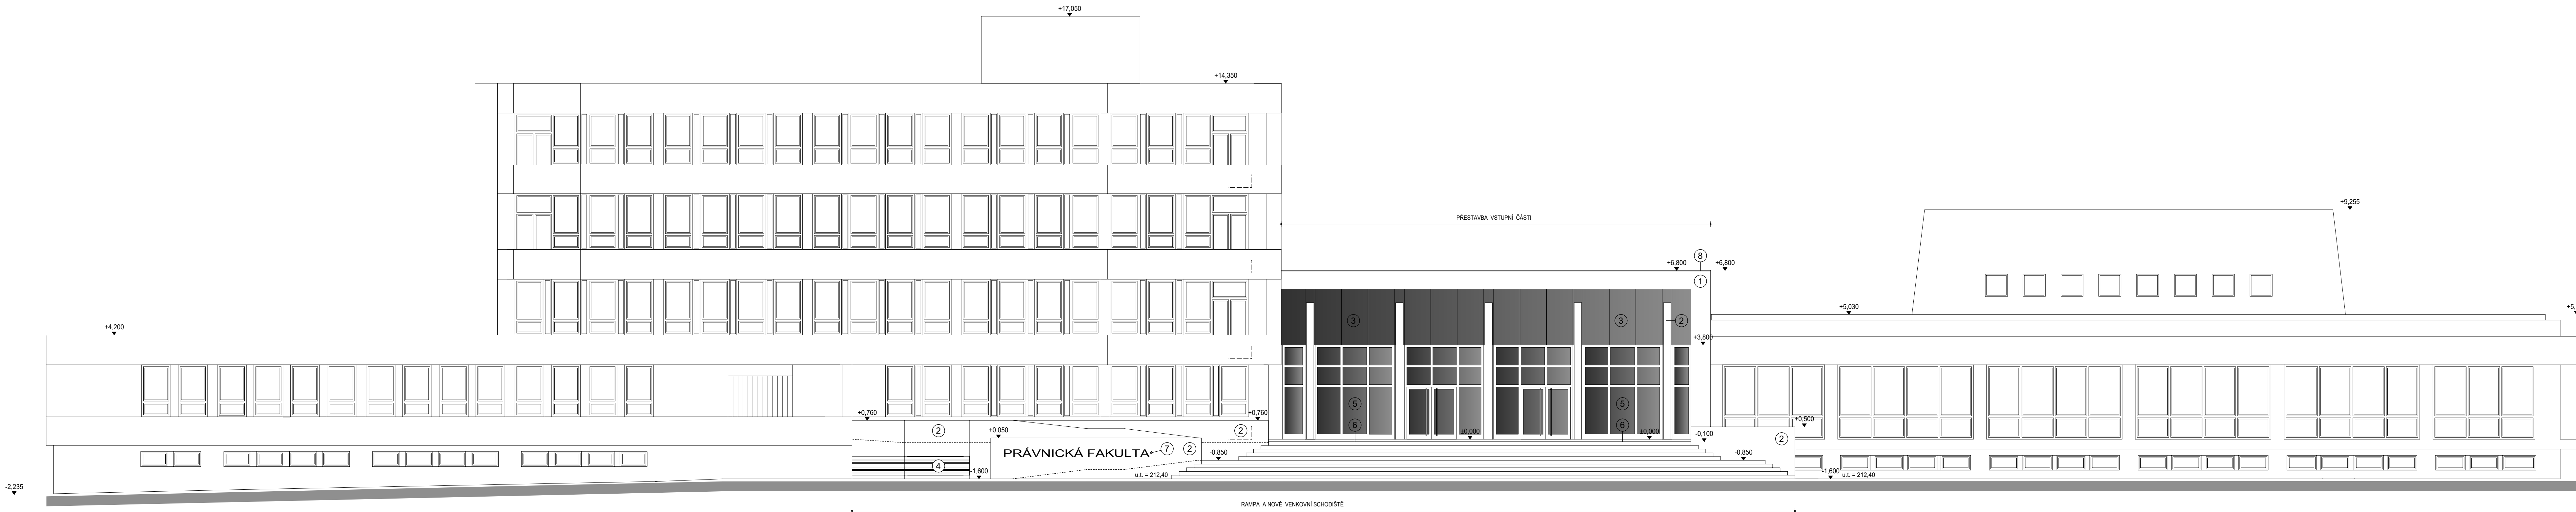 +17,050
+14,350
+9,255
PŘESTAVBA VSTUPNÍ ČÁSTI
8
+6,800 +6,800
1
+5,030
3 3 2
+4,200
+3,800
5 5
+0,760 +0,760
+0,500
6 6
2 2
+0,050 ±0,000 ±0,000 -0,100 2
PRÁVNICKÁ FAKULTA 7 2
-0,850 -0,850
4
-1,600 u.t. = 212,40 -1,600 u.t. = 212,40
-2,235
RAMPA A NOVÉ VENKOVNÍ SCHODIŠTĚ